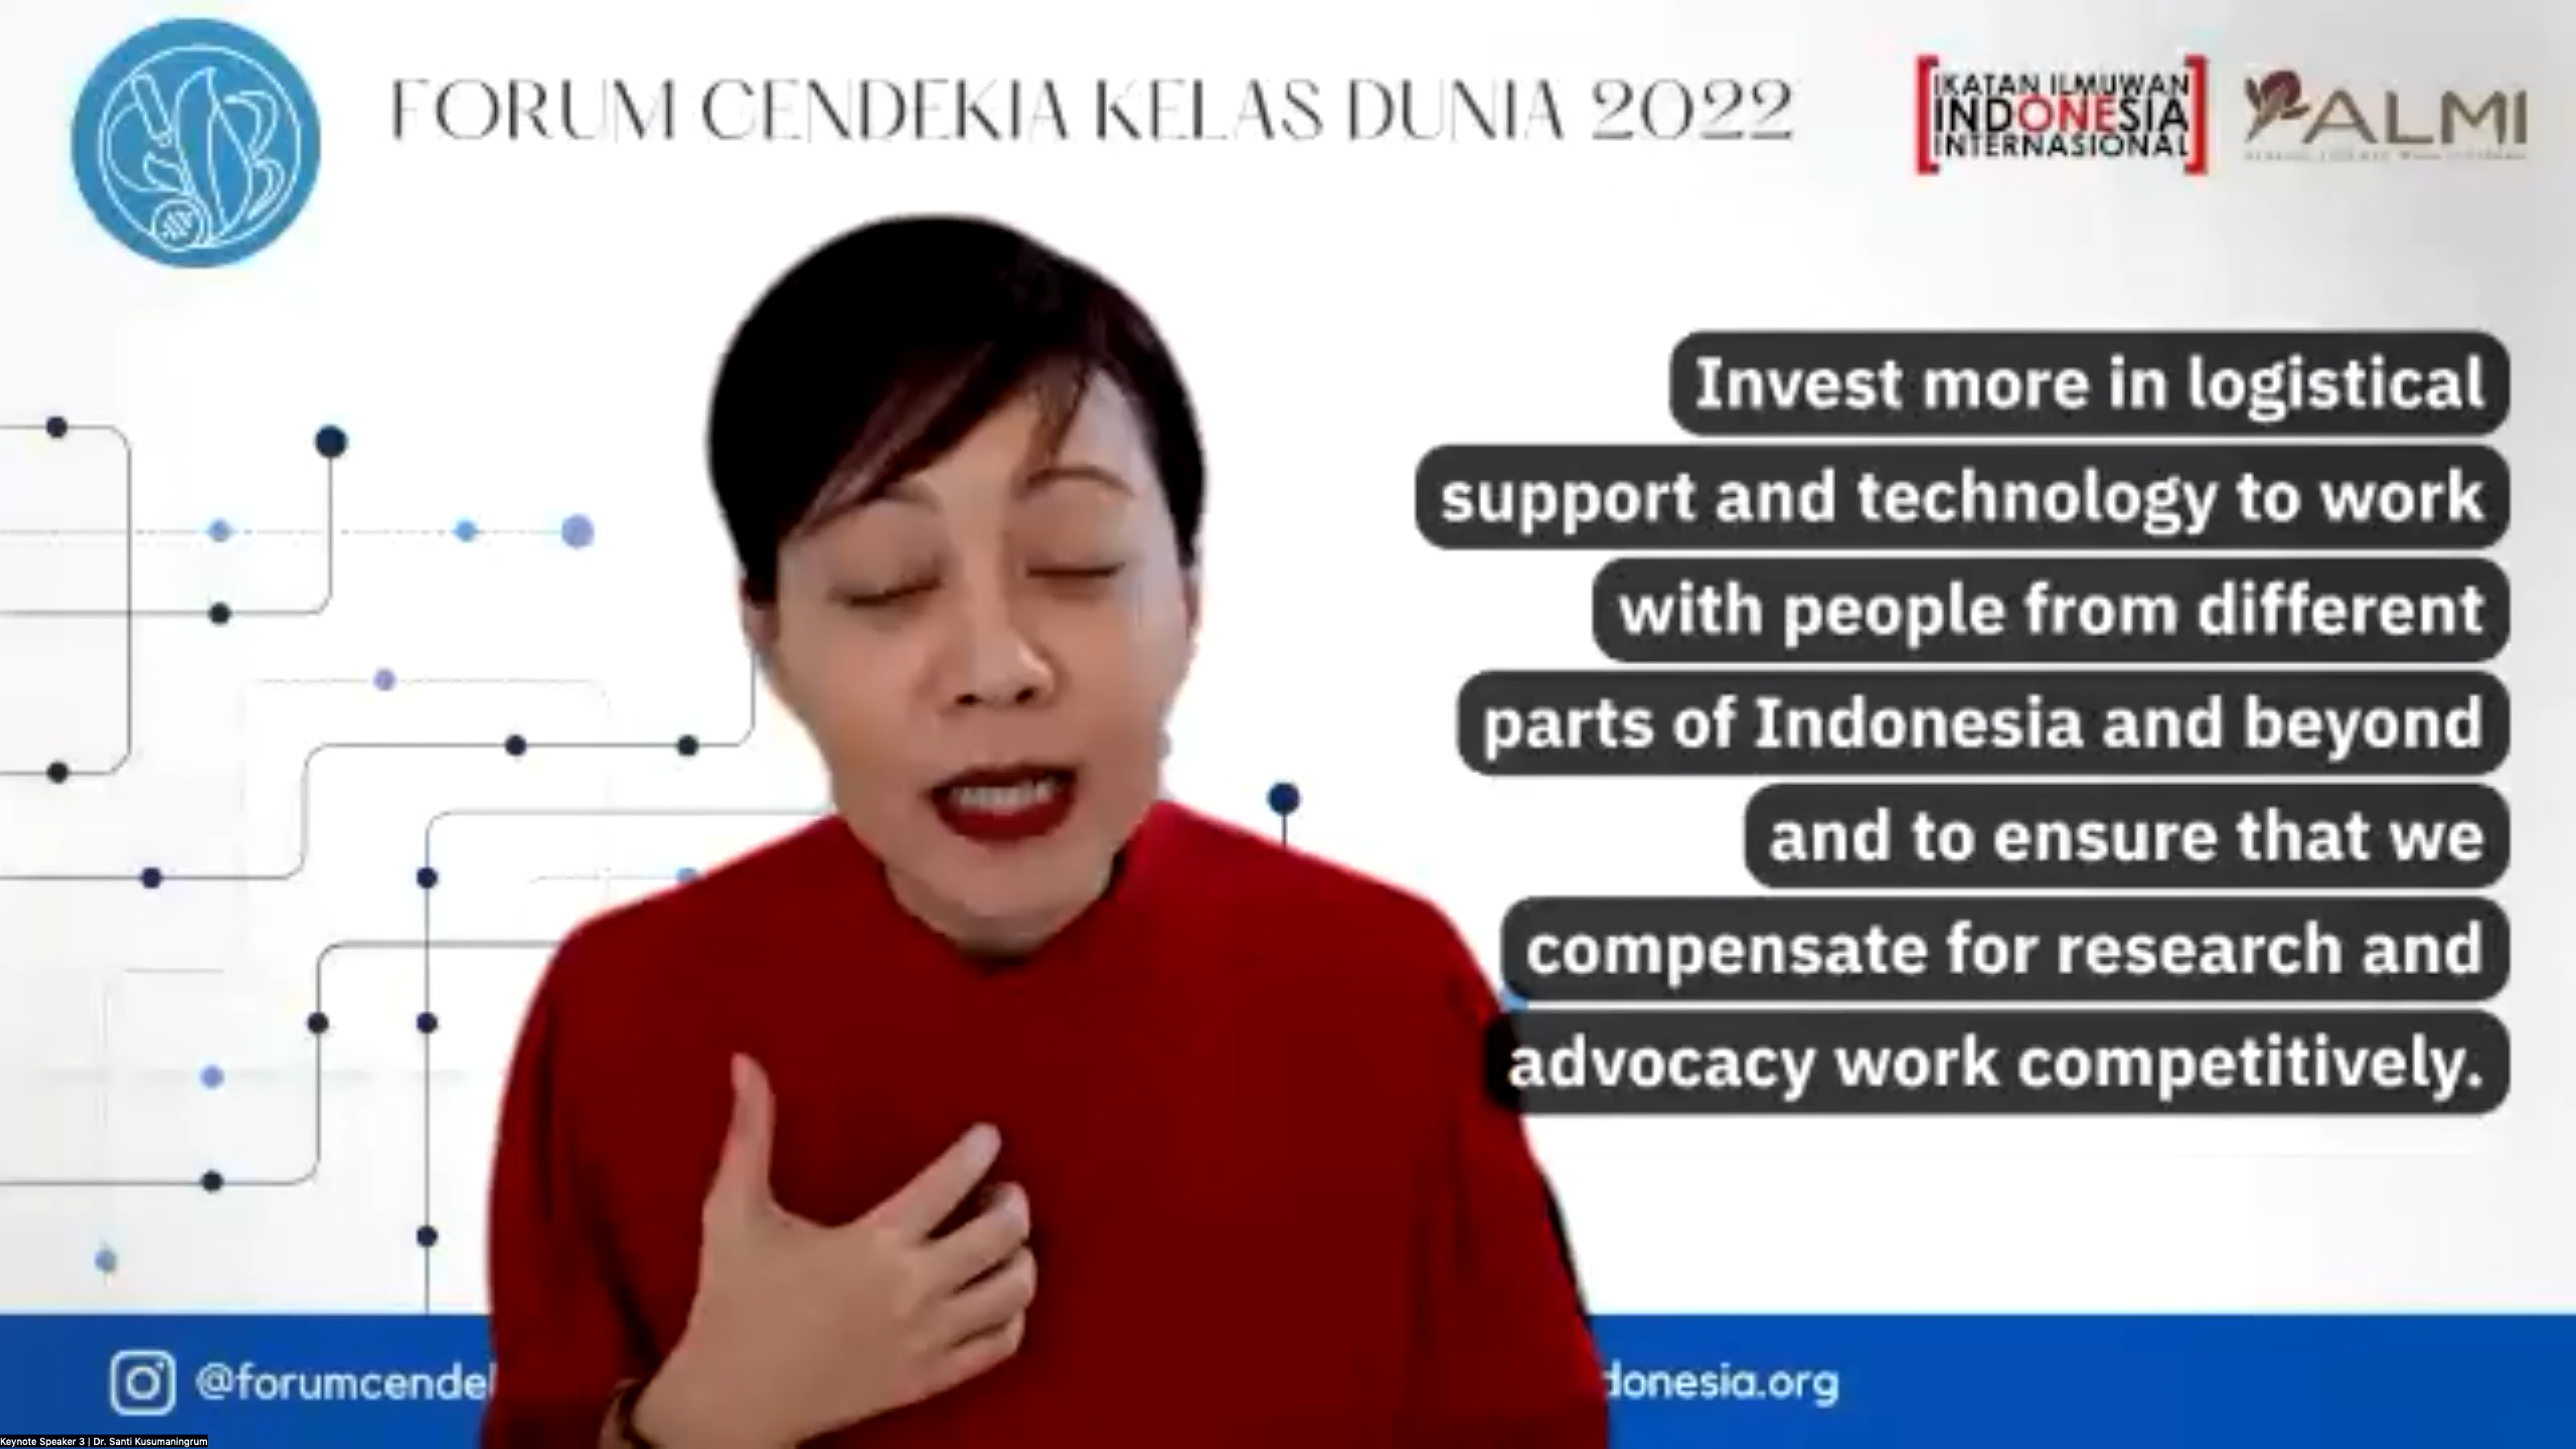 FORUM CENDEKIA KELAS DUNIA 2022
IKATAN ILMUWAN
INDONESIA
INTERNASIONAL
ALMI
Invest more in logistical
support and technology to work
with people from different
parts of Indonesia and beyond
and to ensure that we
compensate for research and
advocacy work competitively.
@forumcende
donesia.org
Keynote Speaker 3 | Dr. Santi Kusumaningrum